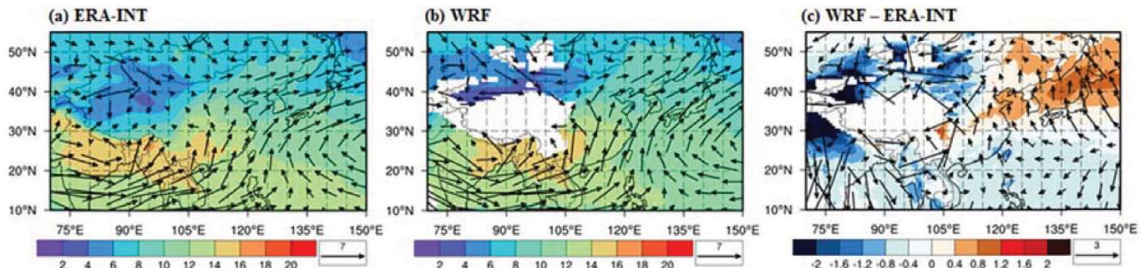 (a) ERA-INT
(b) WRF
(c) WRF – ERA-INT
50°N
40°N
30°N
20°N
10°N
75°E 90°E 105°E 120°E 135°E 150°E
2 4 6 8 10 12 14 16 18 20
7
50°N
40°N
30°N
20°N
10°N
75°E 90°E 105°E 120°E 135°E 150°E
2 4 6 8 10 12 14 16 18 20
7
50°N
40°N
30°N
20°N
10°N
75°E 90°E 105°E 120°E 135°E 150°E
-2 -1.6 -1.2 -0.8 -0.4 0 0.4 0.8 1.2 1.6 2
3